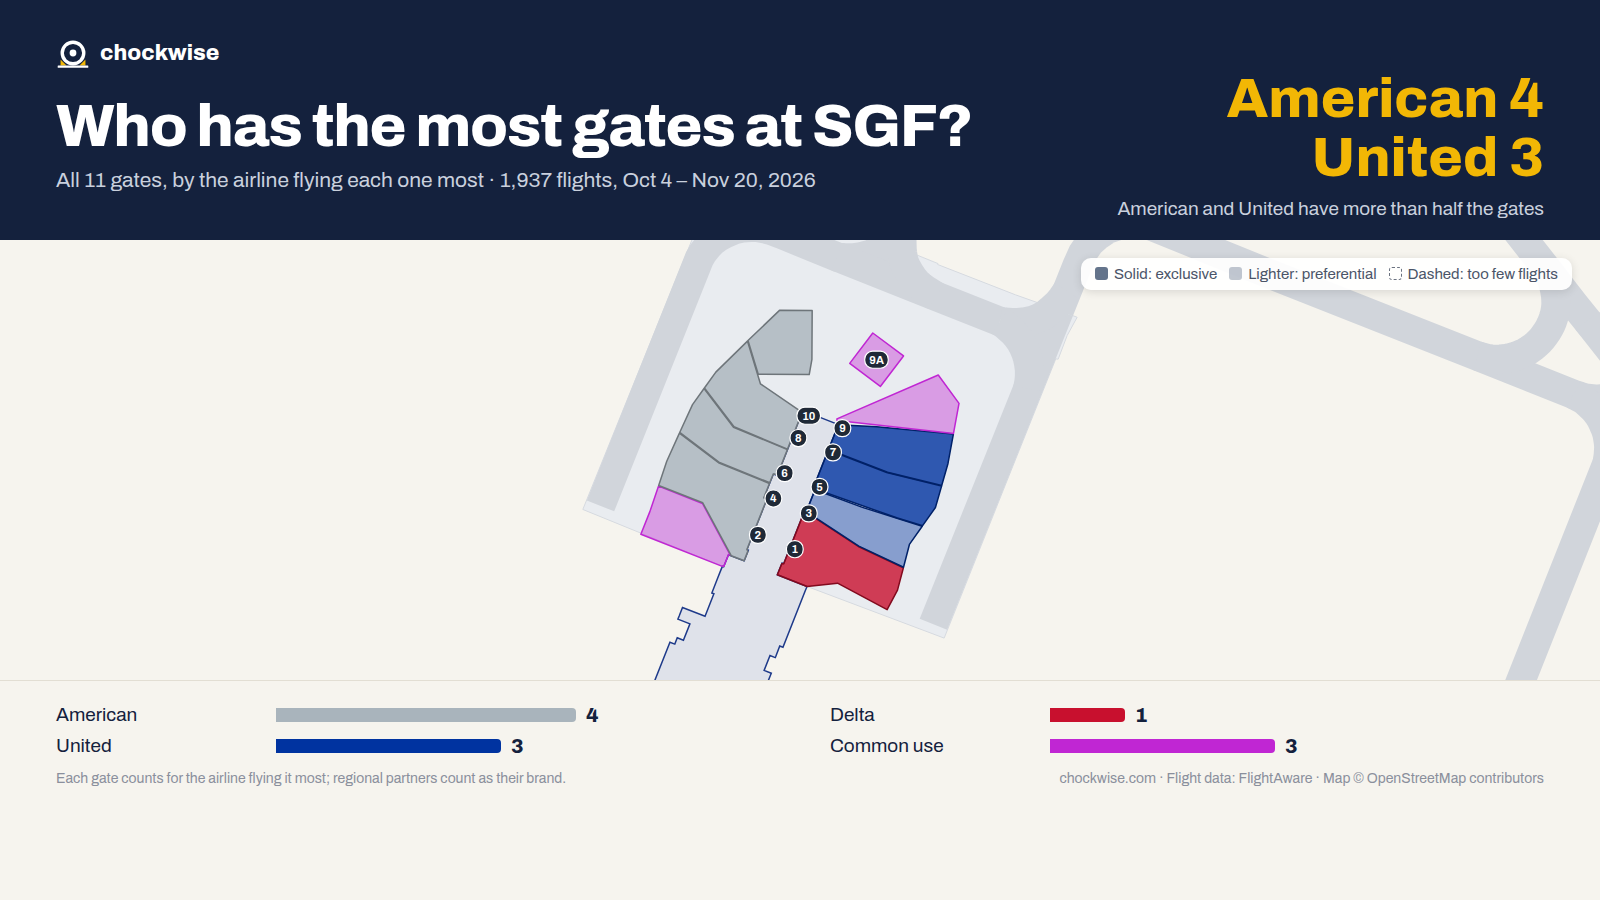 chockwise
Who has the most gates at SGF?
All 11 gates, by the airline flying each one most · 1,937 flights, Oct 4 – Nov 20, 2026
American 4
United 3
American and United have more than half the gates
Solid: exclusive Lighter: preferential Dashed: too few flights
9A
10
9
8
7
6
5
4
3
2
1
American 4
United 3
Delta 1
Common use 3
Each gate counts for the airline flying it most; regional partners count as their brand.
chockwise.com · Flight data: FlightAware · Map © OpenStreetMap contributors